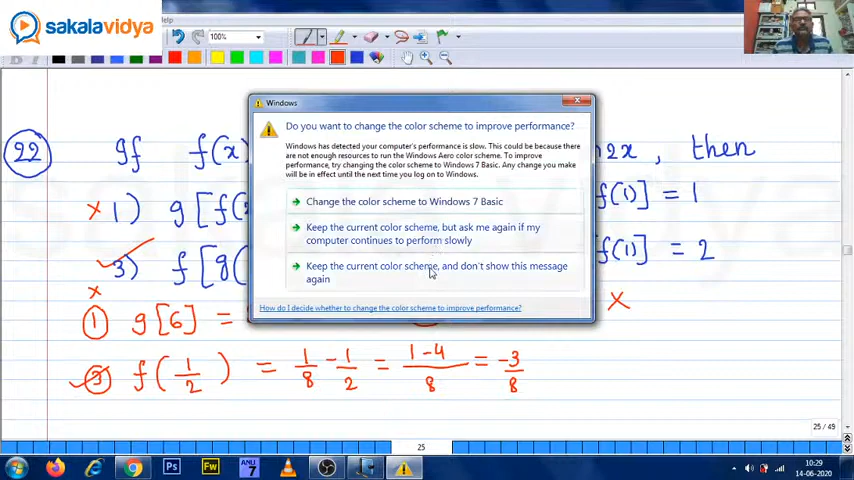 sakalavidya
Help
100%
Windows
Do you want to change the color scheme to improve performance?
Windows has detected your computer's performance is slow. This could be because there
are not enough resources to run the Windows Aero color scheme. To improve
performance, try changing the color scheme to Windows 7 Basic. Any change you make
will be in effect until the next time you log on to Windows.
Change the color scheme to Windows 7 Basic
Keep the current color scheme, but ask me again if my
computer continues to perform slowly
Keep the current color scheme, and don't show this message
again
How do I decide whether to change the color scheme to improve performance?
22 gf f(x) 2x , then
× 1) g[f( f(1)] = 1
3) f[g( f(1)] = 2
×
① g[6] = ×
③ f(1/2) = 1/8 - 1/2 = 1-4/8 = -3/8
25 / 49
25
Ps Fw ANU 7
10:29
14-06-2020